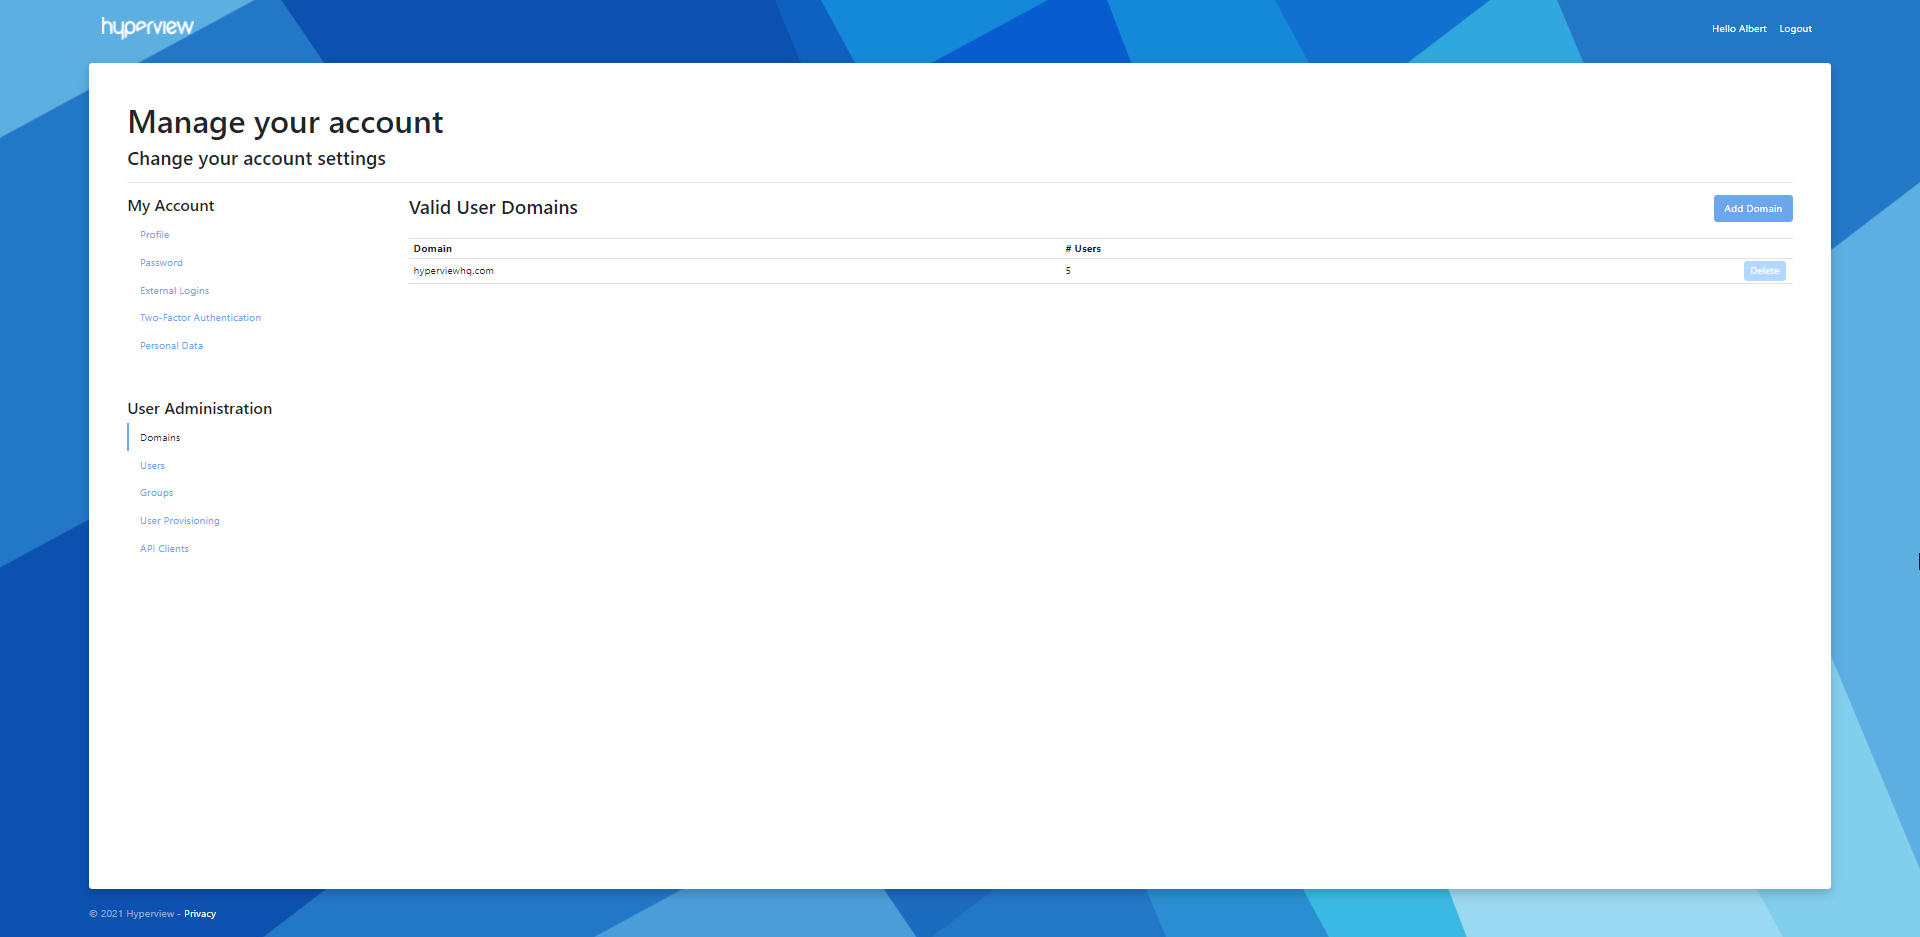 hyperview
Hello Albert Logout
Manage your account
Change your account settings
My Account
Profile
Password
External Logins
Two-Factor Authentication
Personal Data
User Administration
Domains
Users
Groups
User Provisioning
API Clients
Valid User Domains
Add Domain
Domain # Users
hyperviewhq.com 5 Delete
© 2021 Hyperview - Privacy